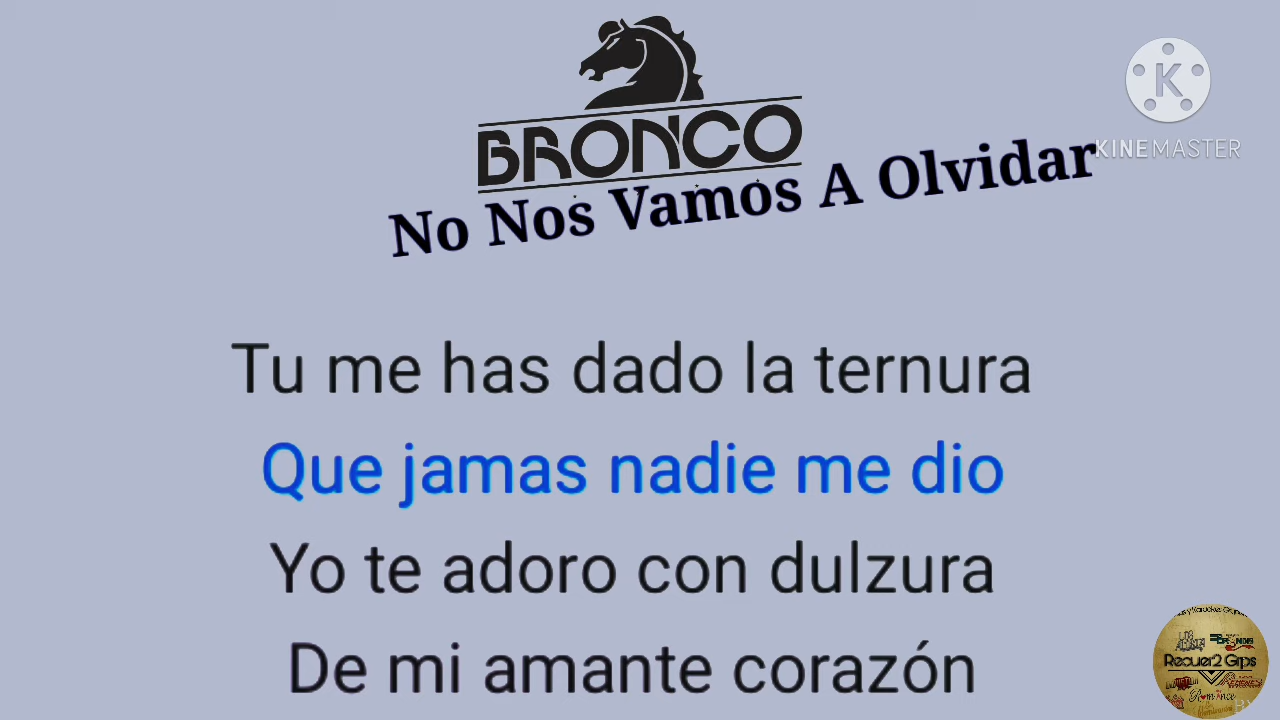 BRONCO
KINEMASTER
No Nos Vamos A Olvidar
Tu me has dado la ternura
Que jamas nadie me dio
Yo te adoro con dulzura
De mi amante corazón
Recuer2 Grps
Romance